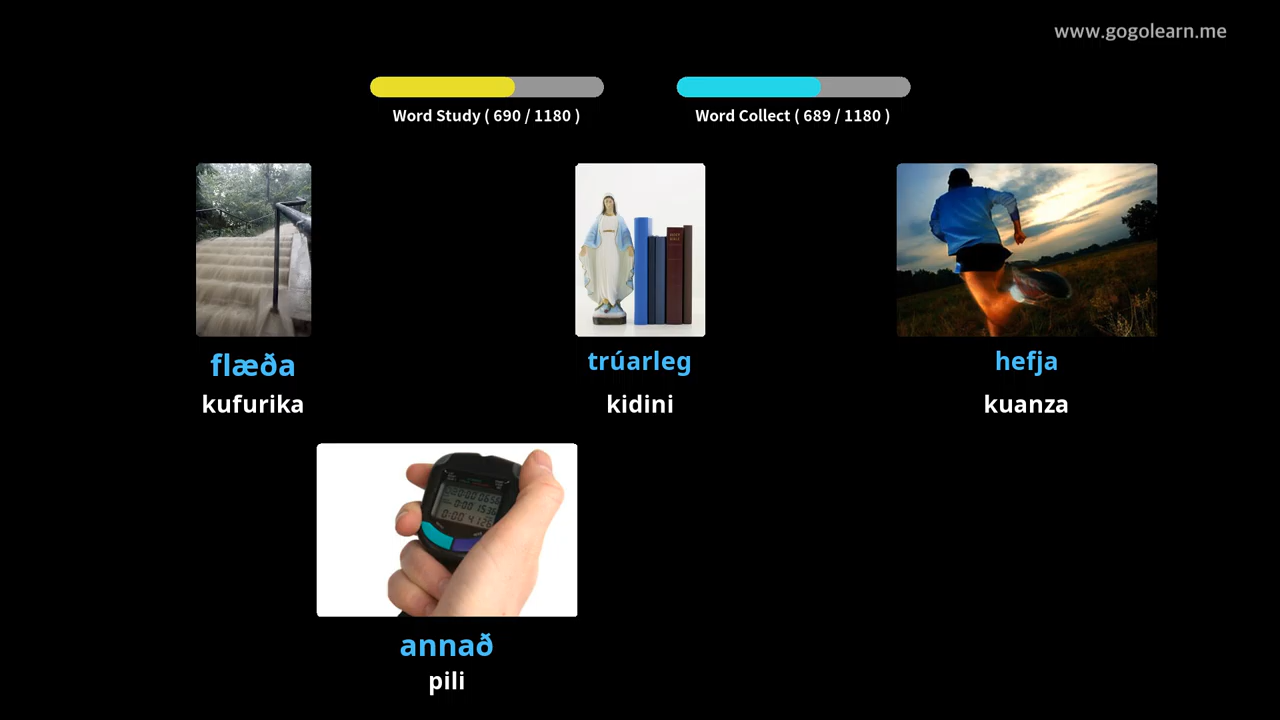 www.gogolearn.me
Word Study ( 690 / 1180 )
Word Collect ( 689 / 1180 )
flæða
kufurika
trúarleg
kidini
hefja
kuanza
annað
pili